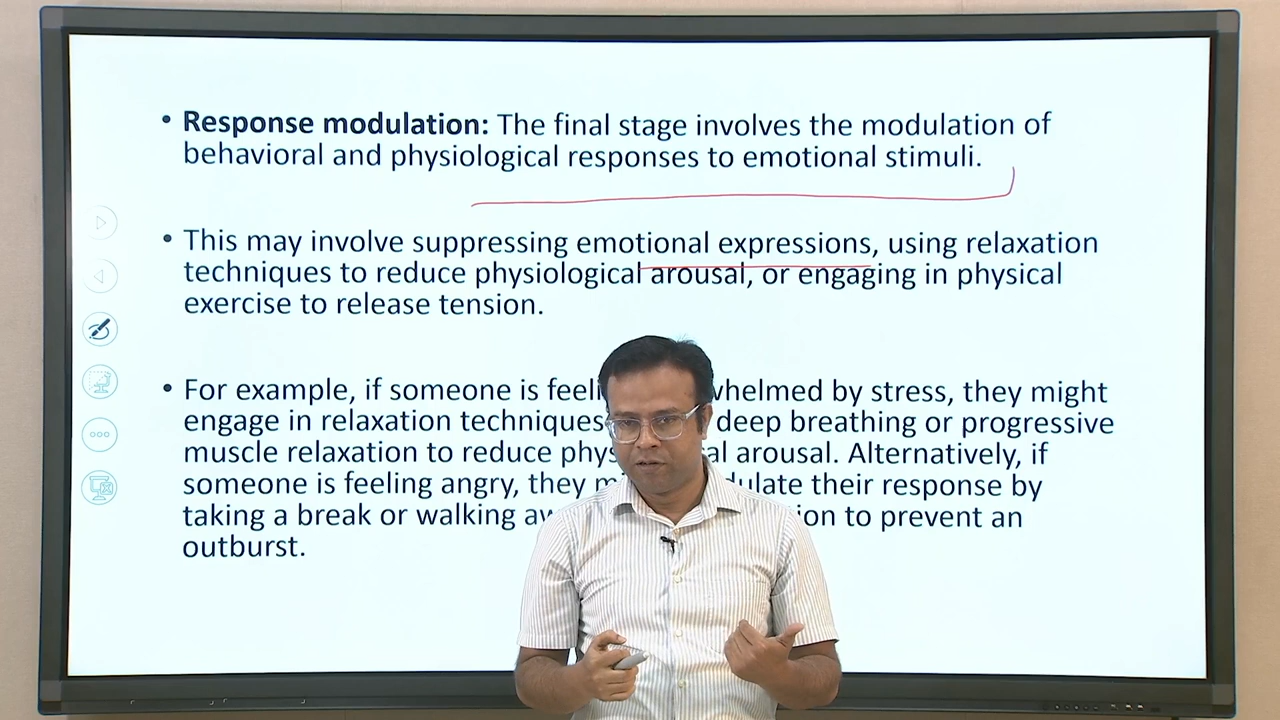 • Response modulation: The final stage involves the modulation of
behavioral and physiological responses to emotional stimuli.
• This may involve suppressing emotional expressions, using relaxation
techniques to reduce physiological arousal, or engaging in physical
exercise to release tension.
• For example, if someone is feeli whelmed by stress, they might
engage in relaxation techniques deep breathing or progressive
muscle relaxation to reduce phys al arousal. Alternatively, if
someone is feeling angry, they mi dulate their response by
taking a break or walking aw ion to prevent an
outburst.